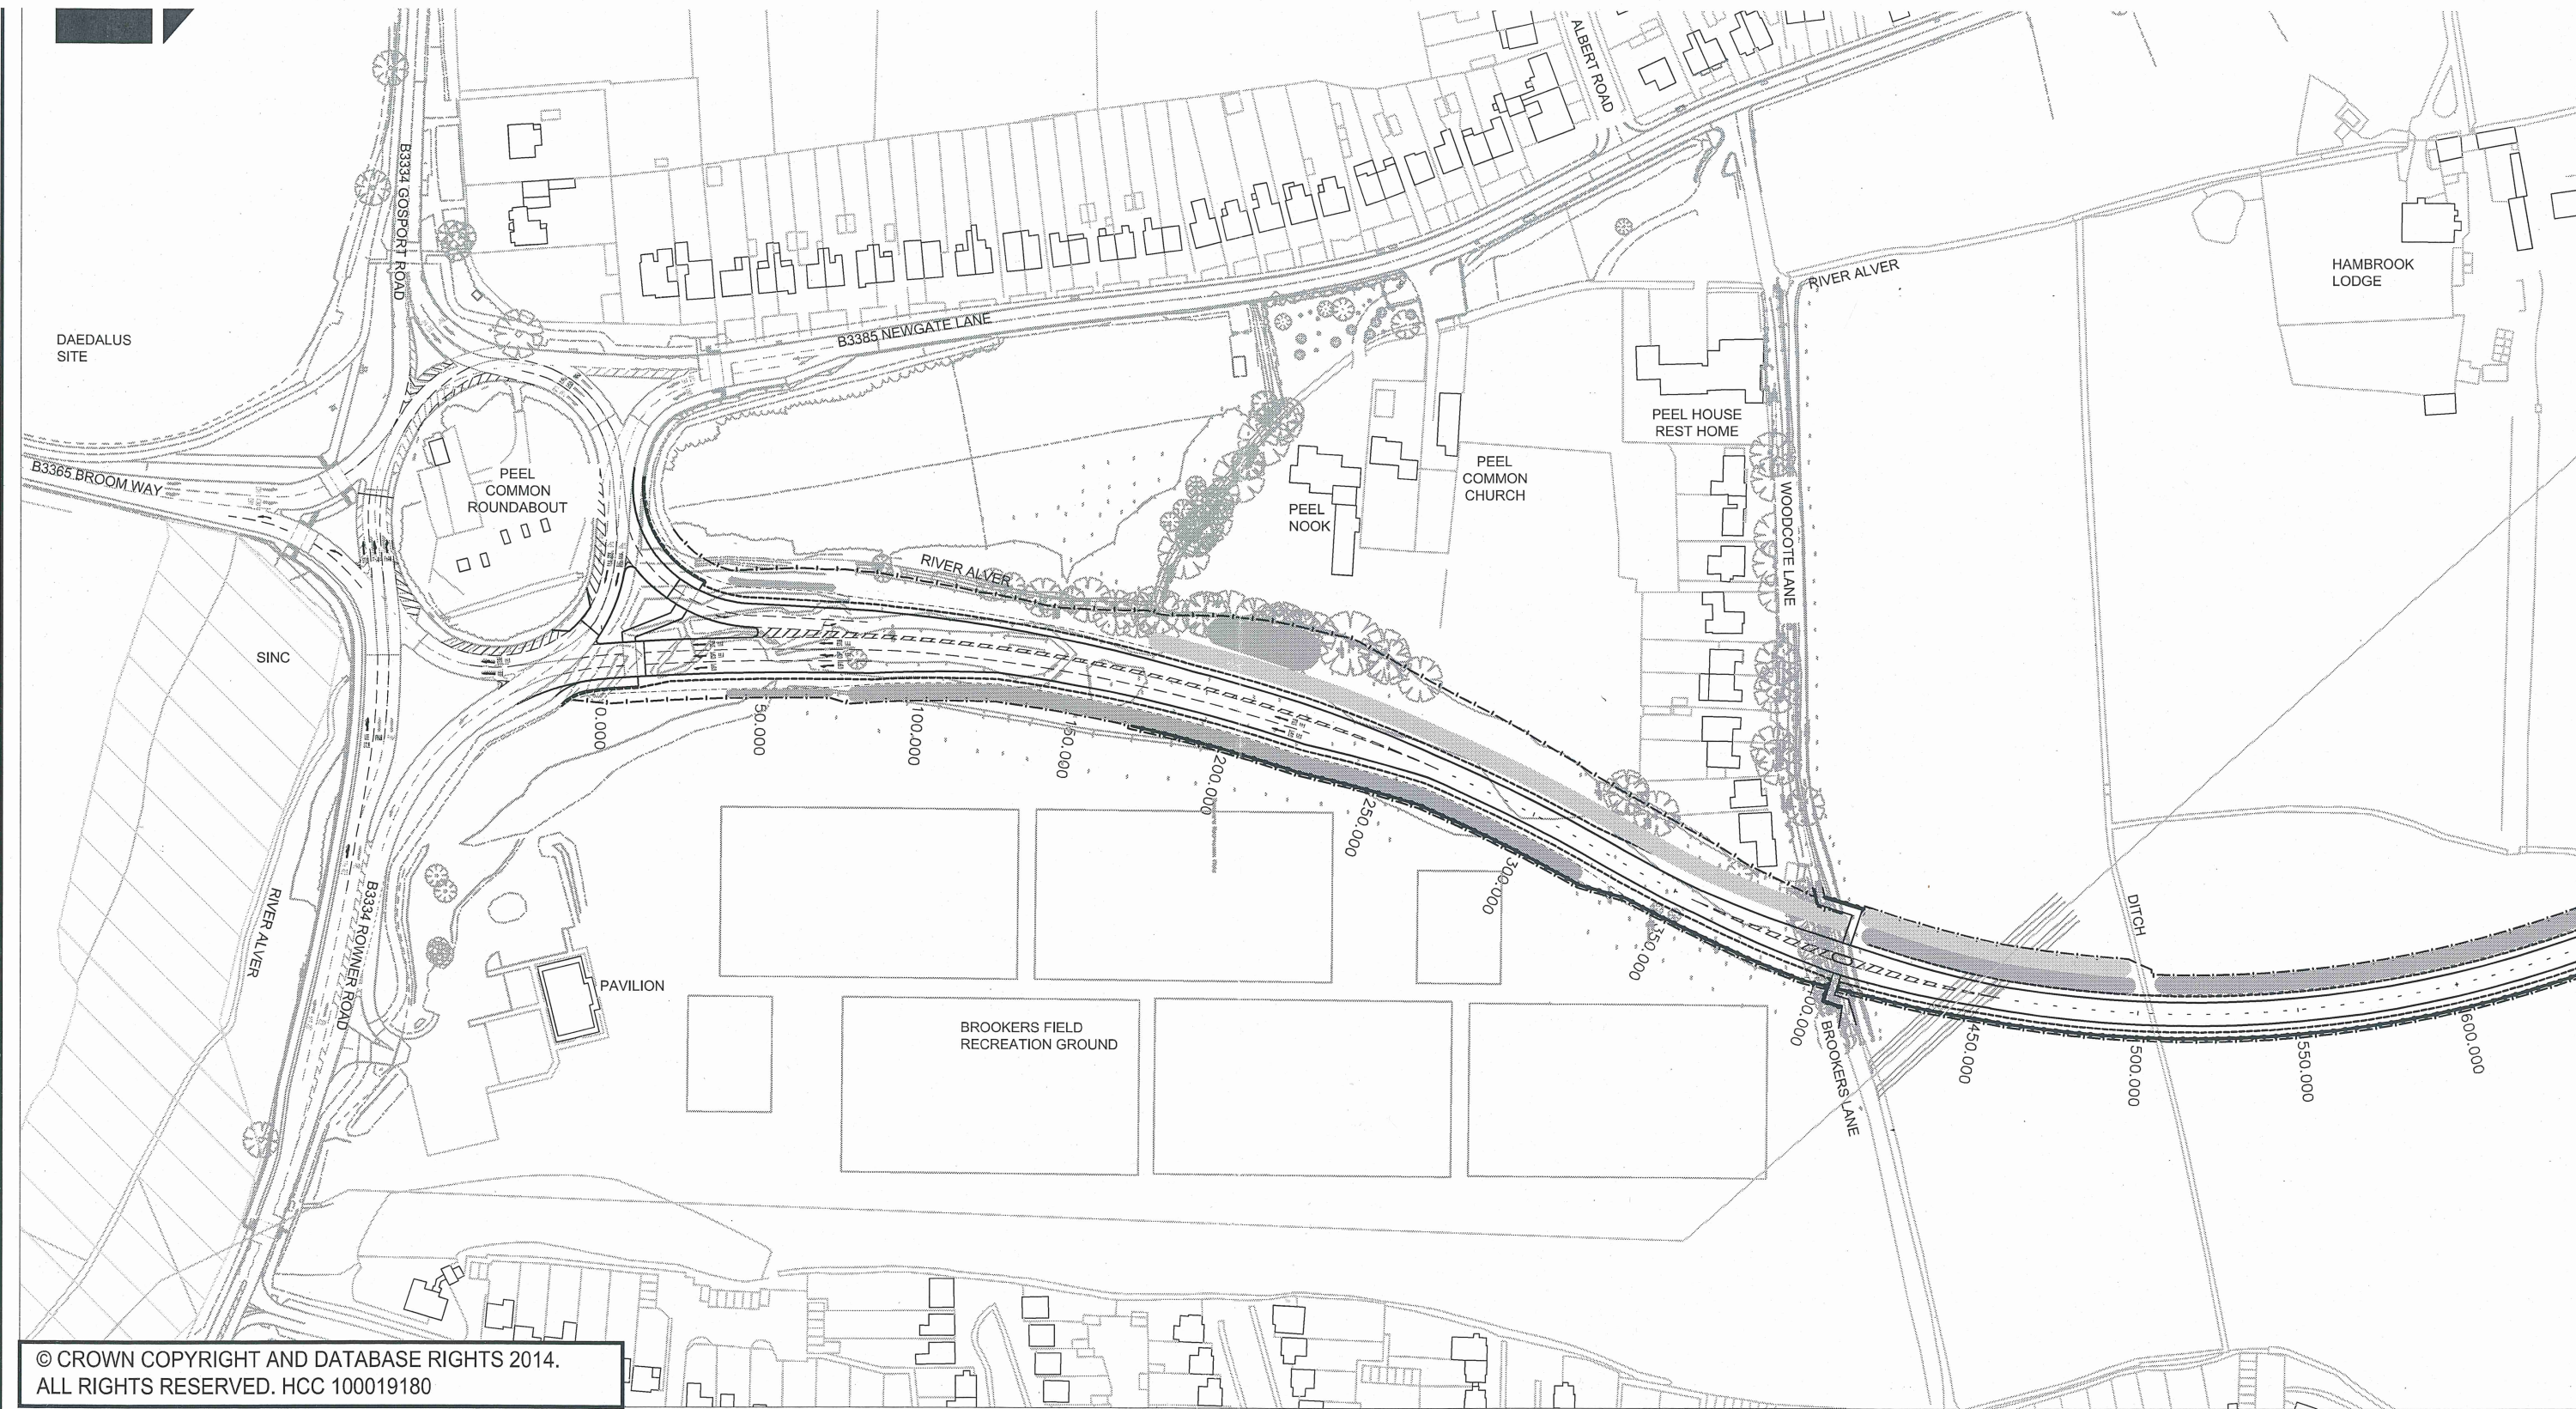 ALBERT ROAD
B3334 GOSPORT ROAD
RIVER ALVER
HAMBROOK
LODGE
DAEDALUS
SITE
B3385 NEWGATE LANE
PEEL HOUSE
REST HOME
B3365 BROOM WAY
PEEL
COMMON
ROUNDABOUT
PEEL
COMMON
CHURCH
PEEL
NOOK
WOODCOTE LANE
RIVER ALVER
SINC
0.000
50.000
100.000
150.000
200.000
250.000
300.000
350.000
400.000
450.000
500.000
550.000
600.000
DITCH
RIVER ALVER
B3334 ROWNER ROAD
PAVILION
BROOKERS FIELD
RECREATION GROUND
BROOKERS LANE
© CROWN COPYRIGHT AND DATABASE RIGHTS 2014.
ALL RIGHTS RESERVED. HCC 100019180